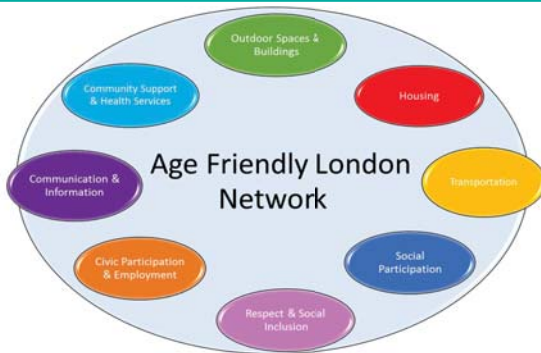 Outdoor Spaces &
Buildings
Community Support
& Health Services
Housing
Age Friendly London
Network
Communication &
Information
Transportation
Civic Participation
& Employment
Social
Participation
Respect & Social
Inclusion